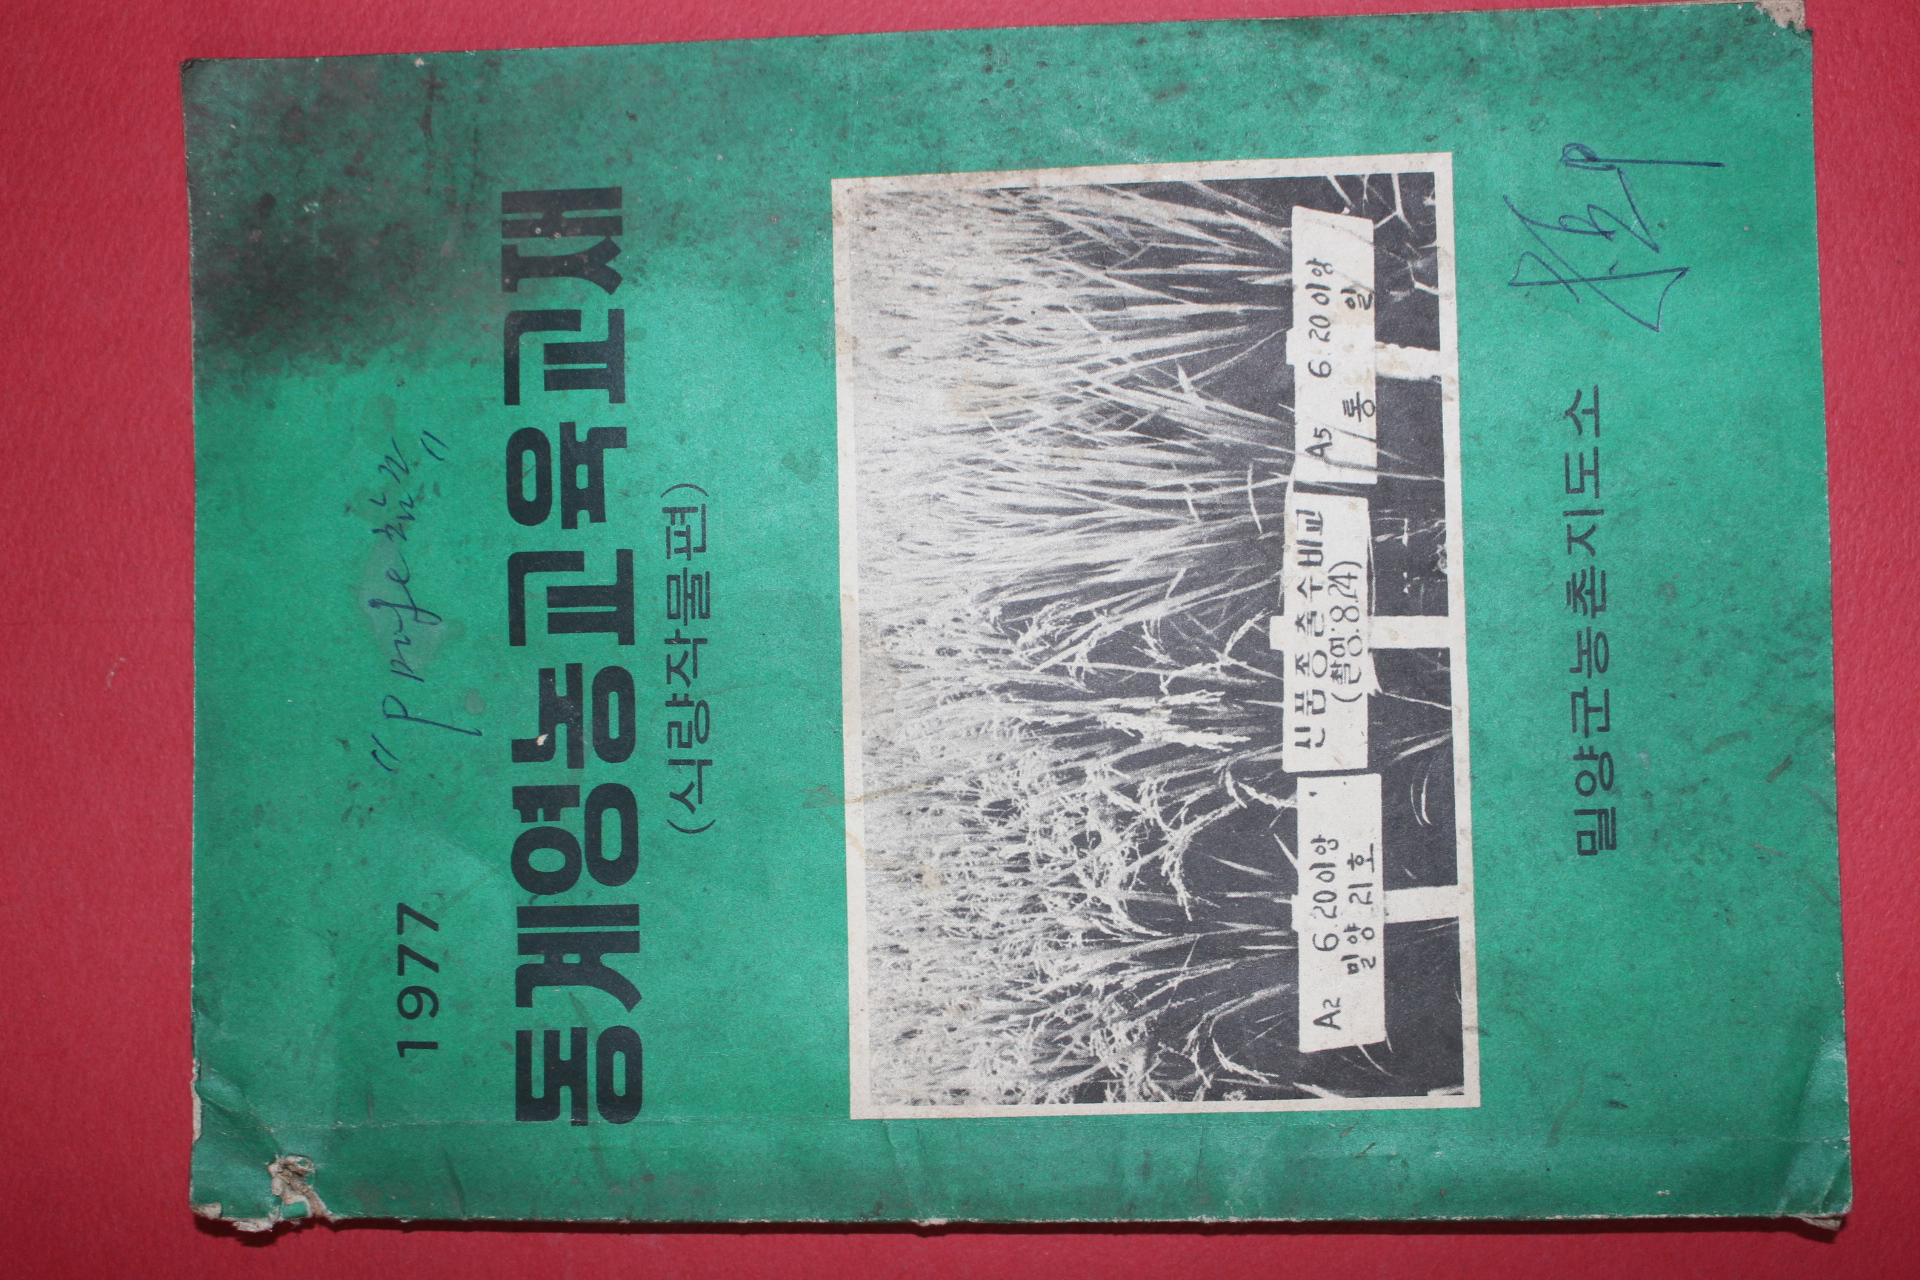 1977
동계영농교육교재
(식량작물편)
A2 6.20이앙
밀양 21호
신품종출수비교
(촬영.8.24)
A5 6.20이앙
통일
밀양군농촌지도소